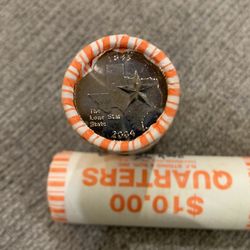 1845
The
Lone Star
State
2004
$10.00
QUARTERS